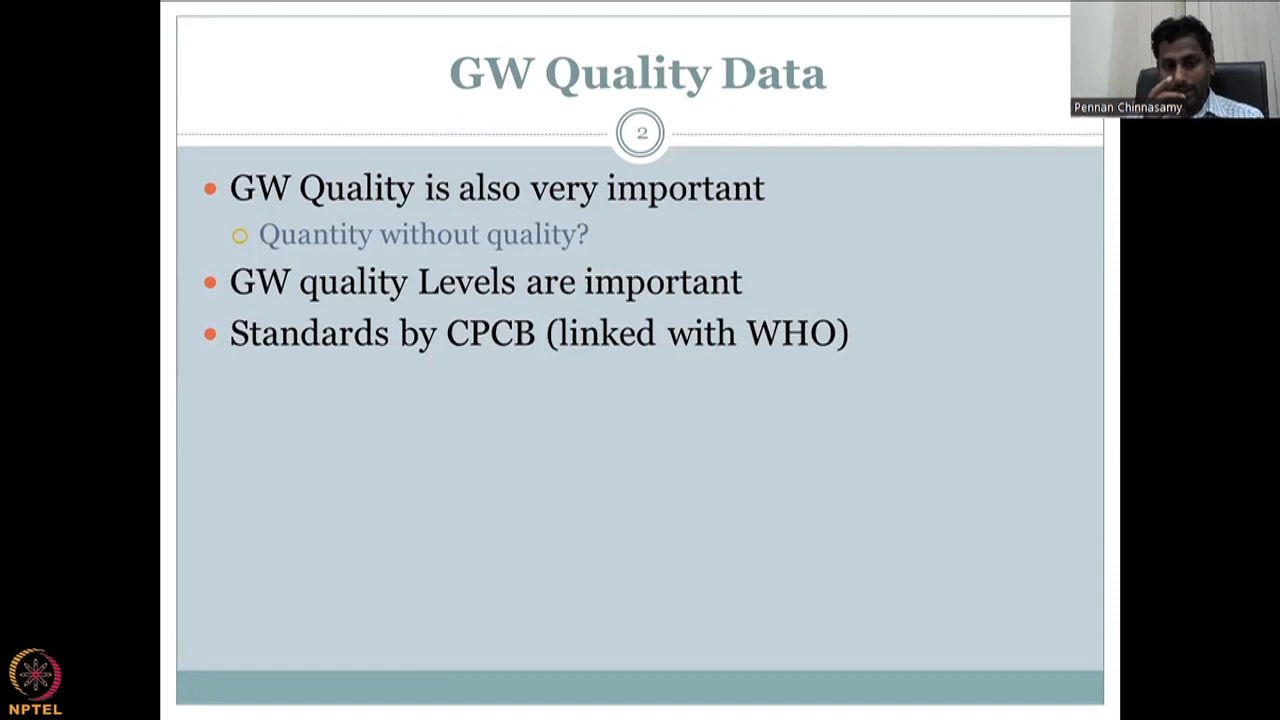 GW Quality Data
Pennan Chinnasamy
2
GW Quality is also very important
Quantity without quality?
GW quality Levels are important
Standards by CPCB (linked with WHO)
NPTEL